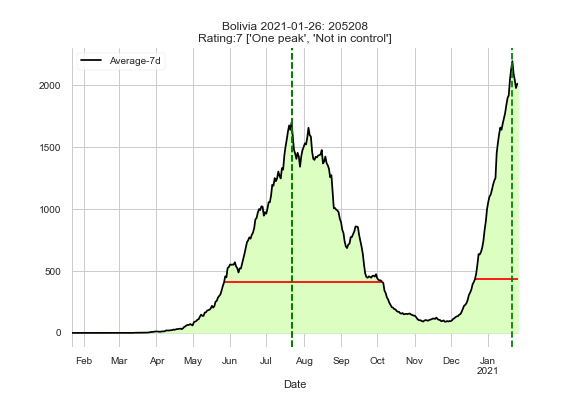 Bolivia 2021-01-26: 205208
Rating:7 ['One peak', 'Not in control']
Average-7d
2000
1500
1000
500
0
Feb Mar Apr May Jun Jul Aug Sep Oct Nov Dec Jan
2021
Date